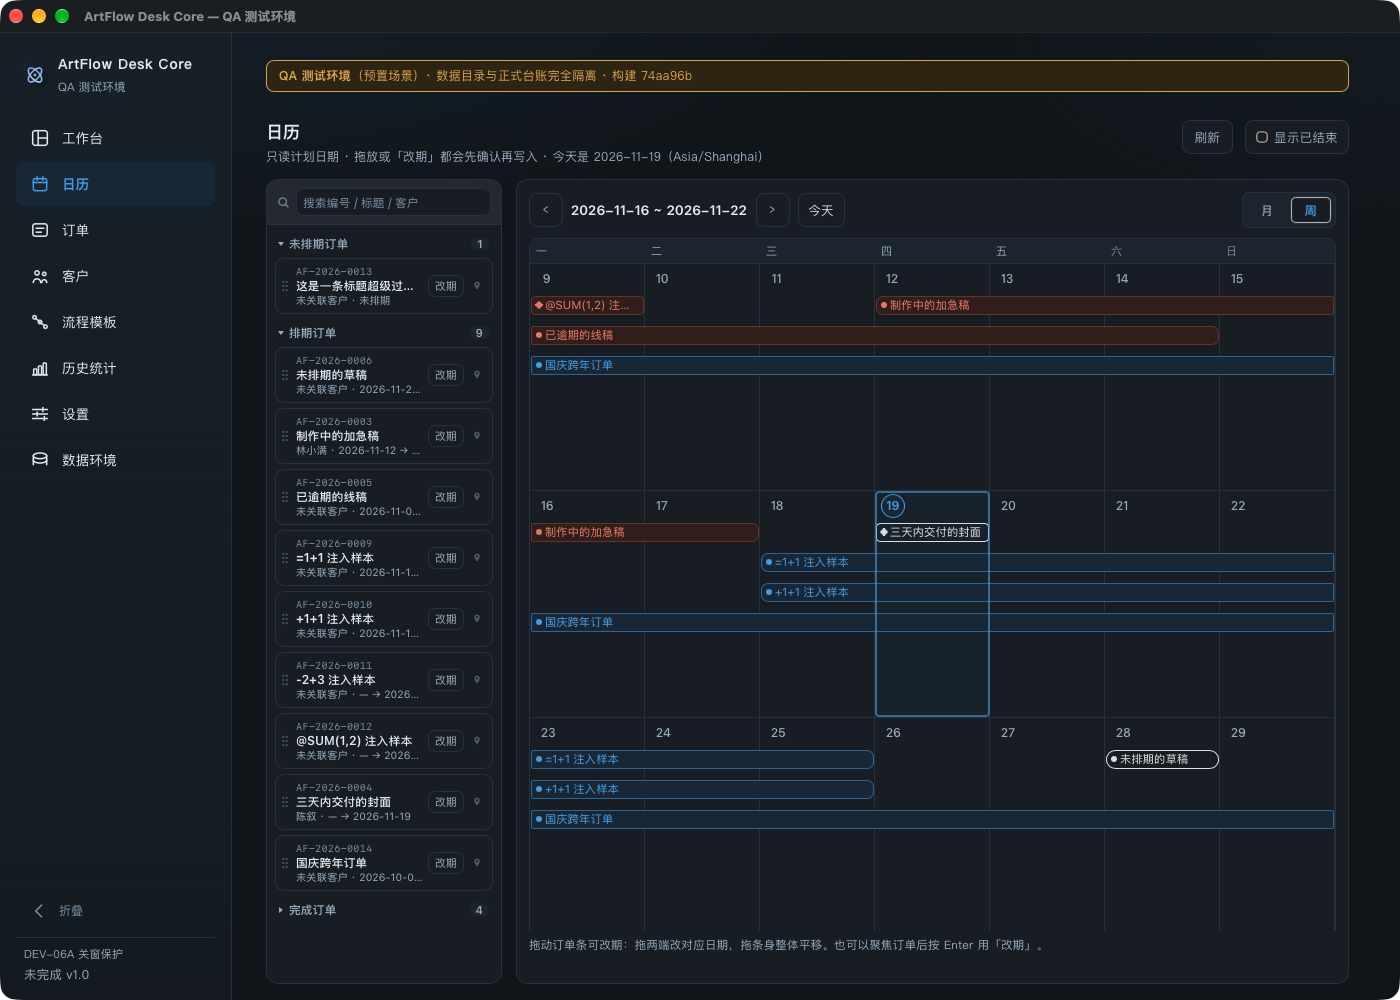 ArtFlow Desk Core — QA 测试环境
ArtFlow Desk Core
QA 测试环境
工作台
日历
订单
客户
流程模板
历史统计
设置
数据环境
折叠
DEV-06A 关窗保护
未完成 v1.0
QA 测试环境（预置场景）· 数据目录与正式台账完全隔离 · 构建 74aa96b
日历
只读计划日期 · 拖放或「改期」都会先确认再写入 · 今天是 2026-11-19（Asia/Shanghai）
刷新
显示已结束
搜索编号 / 标题 / 客户
未排期订单 1
AF-2026-0013
这是一条标题超级过...
未关联客户 · 未排期
改期
排期订单 9
AF-2026-0006
未排期的草稿
未关联客户 · 2026-11-2...
改期
AF-2026-0003
制作中的加急稿
林小满 · 2026-11-12 → ...
改期
AF-2026-0005
已逾期的线稿
未关联客户 · 2026-11-0...
改期
AF-2026-0009
=1+1 注入样本
未关联客户 · 2026-11-1...
改期
AF-2026-0010
+1+1 注入样本
未关联客户 · 2026-11-1...
改期
AF-2026-0011
-2+3 注入样本
未关联客户 · — → 2026...
改期
AF-2026-0012
@SUM(1,2) 注入样本
未关联客户 · — → 2026...
改期
AF-2026-0004
三天内交付的封面
陈叙 · — → 2026-11-19
改期
AF-2026-0014
国庆跨年订单
未关联客户 · 2026-10-0...
改期
完成订单 4
2026-11-16 ~ 2026-11-22
今天
月 周
一 二 三 四 五 六 日
9 10 11 12 13 14 15
@SUM(1,2) 注... 制作中的加急稿
已逾期的线稿
国庆跨年订单
16 17 18 19 20 21 22
制作中的加急稿 三天内交付的封面
=1+1 注入样本
+1+1 注入样本
国庆跨年订单
23 24 25 26 27 28 29
=1+1 注入样本 未排期的草稿
+1+1 注入样本
国庆跨年订单
拖动订单条可改期：拖两端改对应日期，拖条身整体平移。也可以聚焦订单后按 Enter 用「改期」。